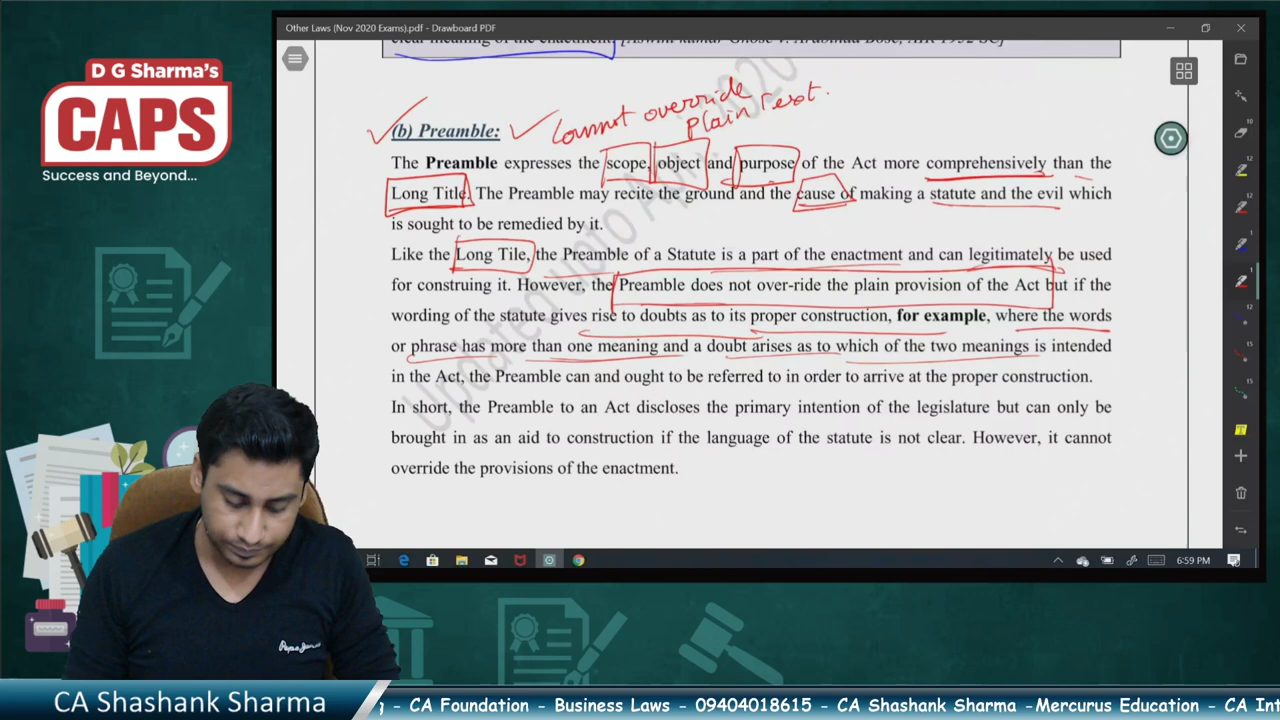 D G Sharma's
CAPS
Success and Beyond...
Other Laws (Nov 2020 Exams).pdf - Drawboard PDF
cannot override
plain text.
(b) Preamble:
The Preamble expresses the scope, object and purpose of the Act more comprehensively than the
Long Title. The Preamble may recite the ground and the cause of making a statute and the evil which
is sought to be remedied by it.
Like the Long Tile, the Preamble of a Statute is a part of the enactment and can legitimately be used
for construing it. However, the Preamble does not over-ride the plain provision of the Act but if the
wording of the statute gives rise to doubts as to its proper construction, for example, where the words
or phrase has more than one meaning and a doubt arises as to which of the two meanings is intended
in the Act, the Preamble can and ought to be referred to in order to arrive at the proper construction.
In short, the Preamble to an Act discloses the primary intention of the legislature but can only be
brought in as an aid to construction if the language of the statute is not clear. However, it cannot
override the provisions of the enactment.
6:59 PM
CA Shashank Sharma
- CA Foundation - Business Laws - 09404018615 - CA Shashank Sharma -Mercurus Education - CA Int